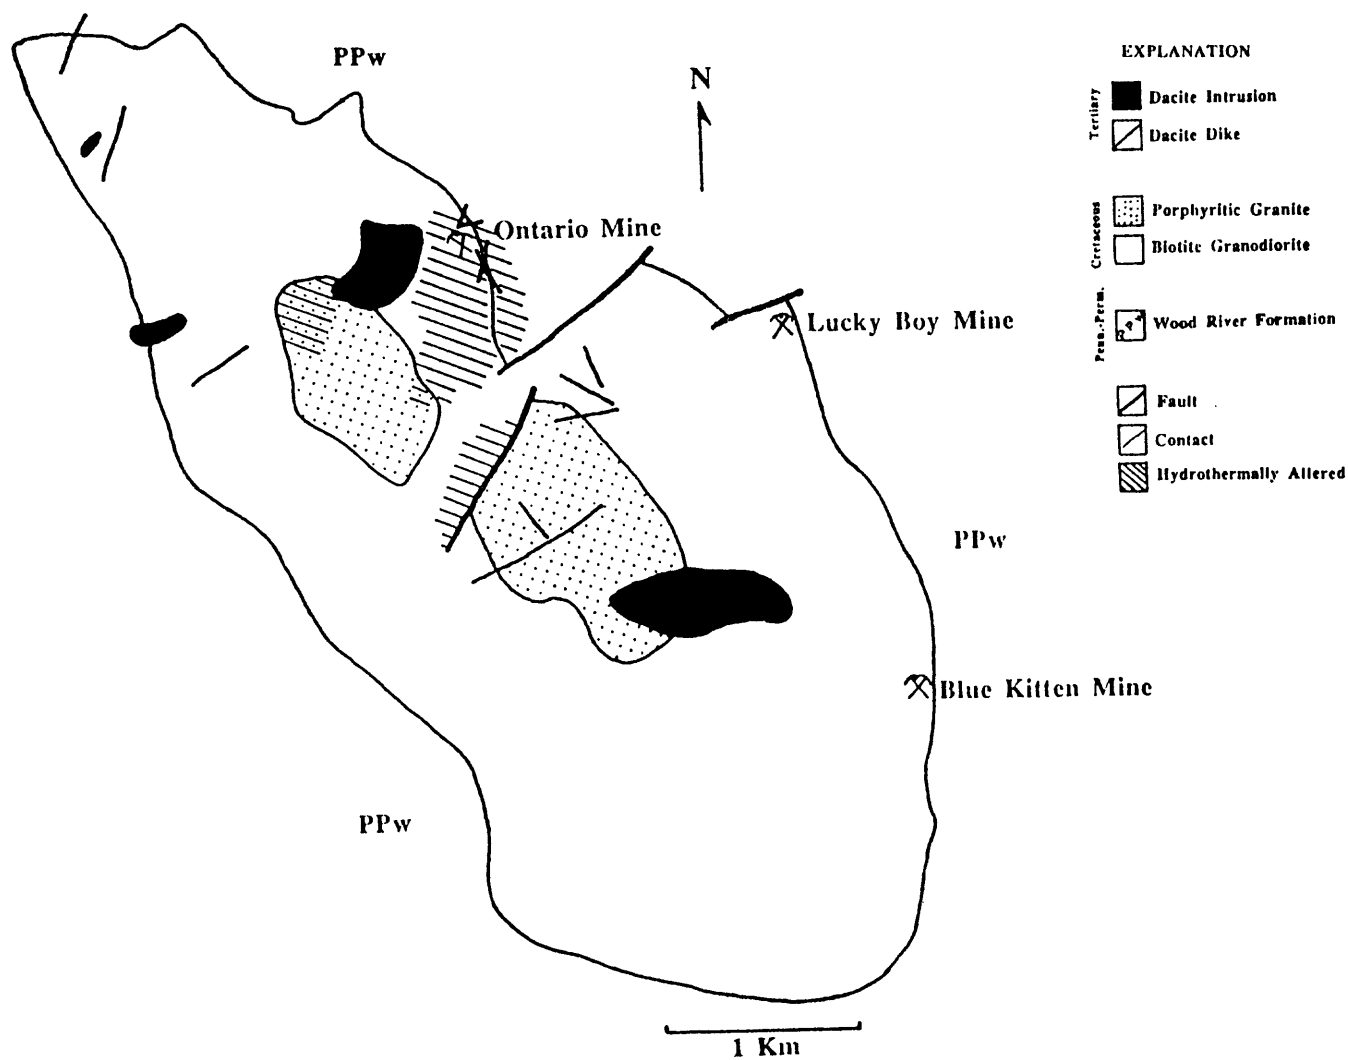 PPw
N
Ontario Mine
Lucky Boy Mine
PPw
Blue Kitten Mine
PPw
1 Km
EXPLANATION
Tertiary
Dacite Intrusion
Dacite Dike
Cretaceous
Porphyritic Granite
Biotite Granodiorite
Penn.-Perm.
Wood River Formation
Fault
Contact
Hydrothermally Altered